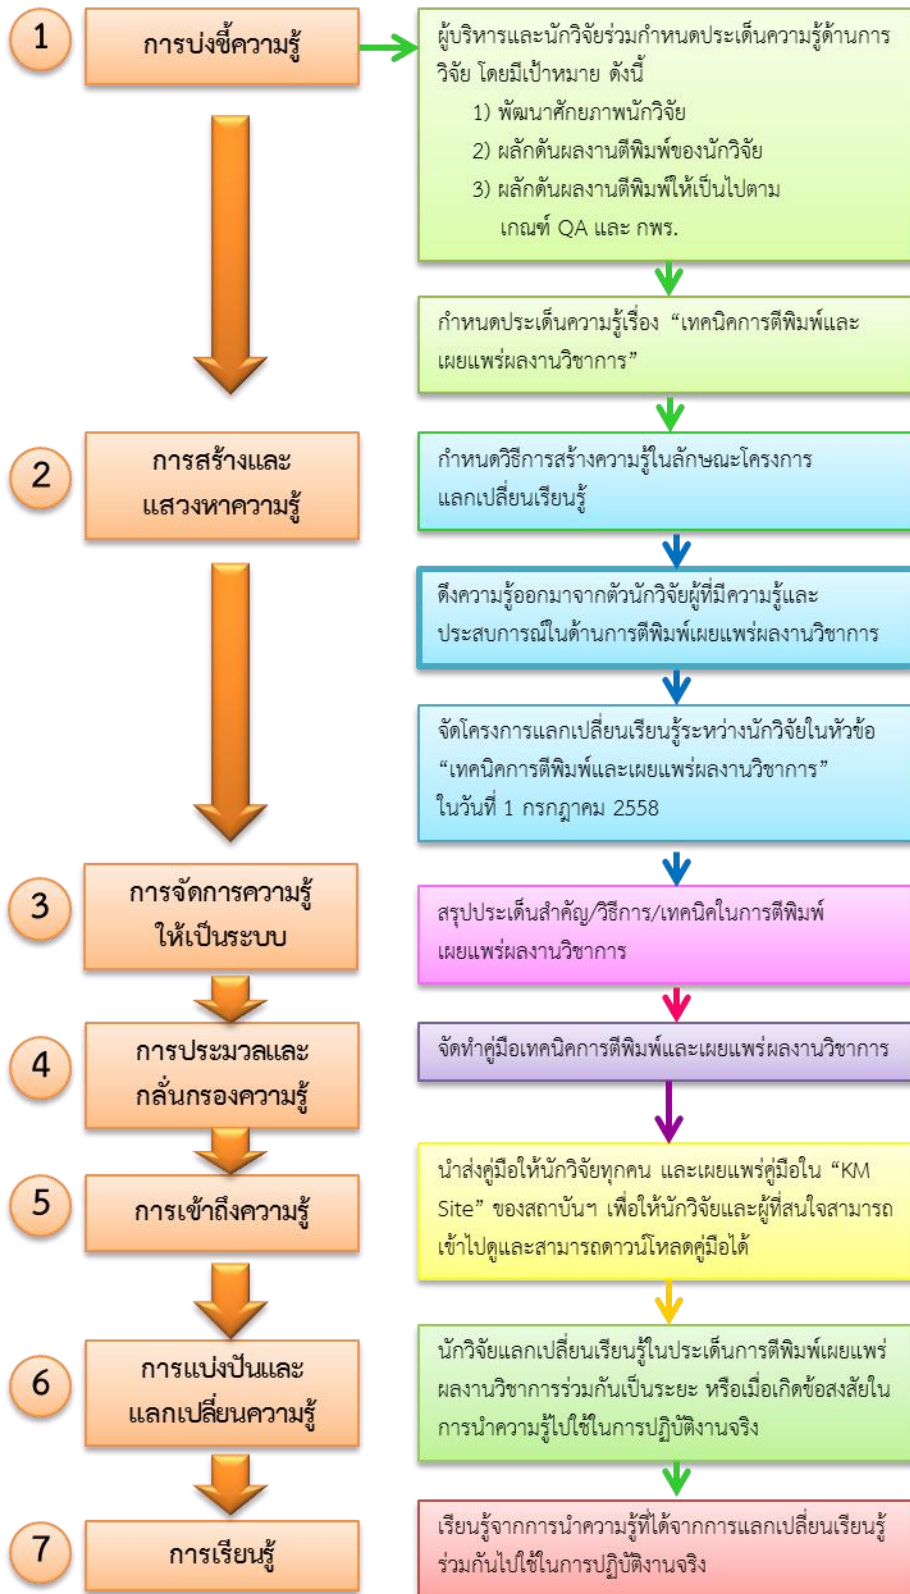 1
การบ่งชี้ความรู้
ผู้บริหารและนักวิจัยร่วมกำหนดประเด็นความรู้ด้านการ
วิจัย โดยมีเป้าหมาย ดังนี้
1) พัฒนาศักยภาพนักวิจัย
2) ผลักดันผลงานตีพิมพ์ของนักวิจัย
3) ผลักดันผลงานตีพิมพ์ให้เป็นไปตาม
เกณฑ์ QA และ กพร.
กำหนดประเด็นความรู้เรื่อง “เทคนิคการตีพิมพ์และ
เผยแพร่ผลงานวิชาการ”
2
การสร้างและ
แสวงหาความรู้
กำหนดวิธีการสร้างความรู้ในลักษณะโครงการ
แลกเปลี่ยนเรียนรู้
ดึงความรู้ออกมาจากตัวนักวิจัยผู้ที่มีความรู้และ
ประสบการณ์ในด้านการตีพิมพ์เผยแพร่ผลงานวิชาการ
จัดโครงการแลกเปลี่ยนเรียนรู้ระหว่างนักวิจัยในหัวข้อ
“เทคนิคการตีพิมพ์และเผยแพร่ผลงานวิชาการ”
ในวันที่ 1 กรกฎาคม 2558
3
การจัดการความรู้
ให้เป็นระบบ
สรุปประเด็นสำคัญ/วิธีการ/เทคนิคในการตีพิมพ์
เผยแพร่ผลงานวิชาการ
4
การประมวลและ
กลั่นกรองความรู้
จัดทำคู่มือเทคนิคการตีพิมพ์และเผยแพร่ผลงานวิชาการ
5
การเข้าถึงความรู้
นำส่งคู่มือให้นักวิจัยทุกคน และเผยแพร่คู่มือใน “KM
Site” ของสถาบันฯ เพื่อให้นักวิจัยและผู้ที่สนใจสามารถ
เข้าไปดูและสามารถดาวน์โหลดคู่มือได้
6
การแบ่งปันและ
แลกเปลี่ยนความรู้
นักวิจัยแลกเปลี่ยนเรียนรู้ในประเด็นการตีพิมพ์เผยแพร่
ผลงานวิชาการร่วมกันเป็นระยะ หรือเมื่อเกิดข้อสงสัยใน
การนำความรู้ไปใช้ในการปฏิบัติงานจริง
7
การเรียนรู้
เรียนรู้จากการนำความรู้ที่ได้จากการแลกเปลี่ยนเรียนรู้
ร่วมกันไปใช้ในการปฏิบัติงานจริง